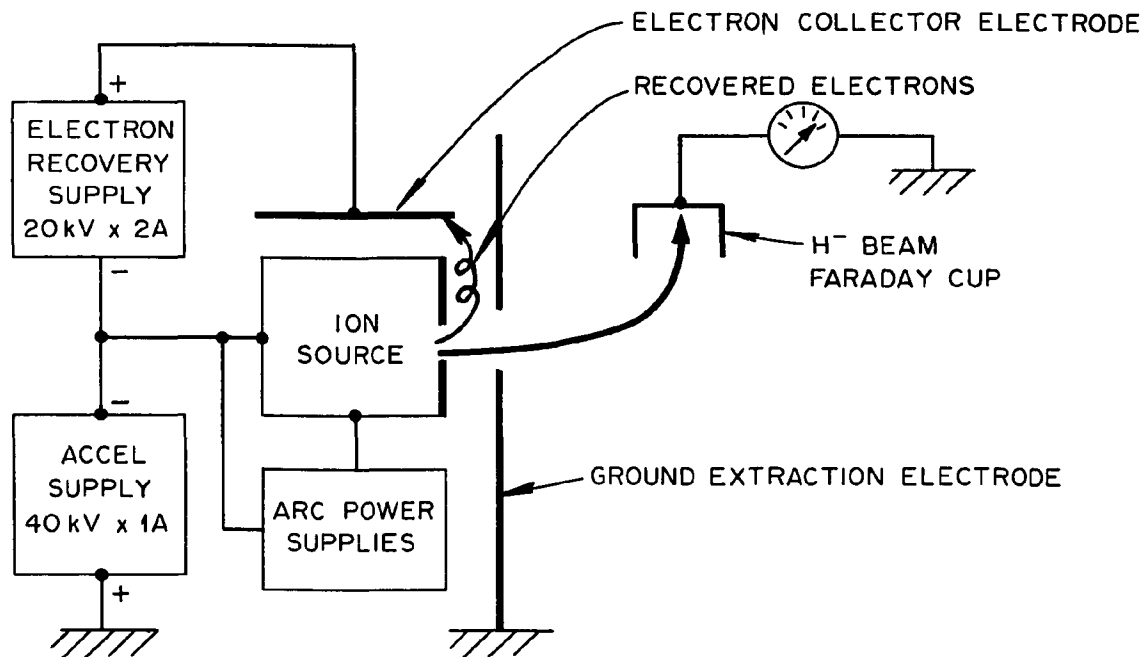 ELECTRON COLLECTOR ELECTRODE
RECOVERED ELECTRONS
+
ELECTRON
RECOVERY
SUPPLY
20kV x 2A
−
H⁻ BEAM
FARADAY CUP
ION
SOURCE
−
ACCEL
SUPPLY
40kV x 1A
+
ARC POWER
SUPPLIES
GROUND EXTRACTION ELECTRODE